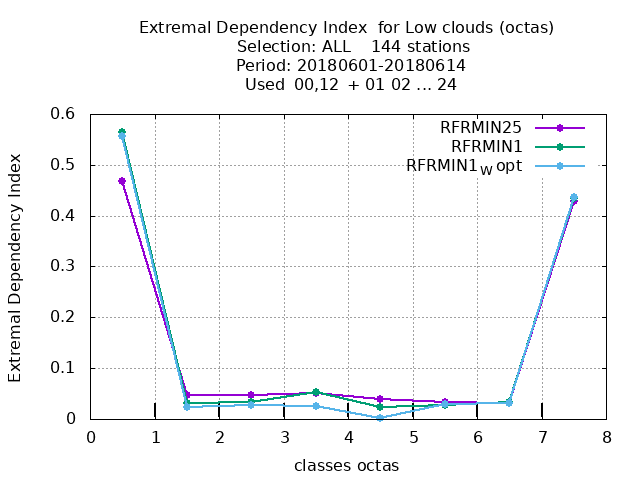 Extremal Dependency Index  for Low clouds (octas)
Selection: ALL    144 stations
Period: 20180601-20180614
Used  00,12  + 01 02 ... 24
RFRMIN25
RFRMIN1
RFRMIN1W opt
Extremal Dependency Index
0.6
0.5
0.4
0.3
0.2
0.1
0
0 1 2 3 4 5 6 7 8
classes octas